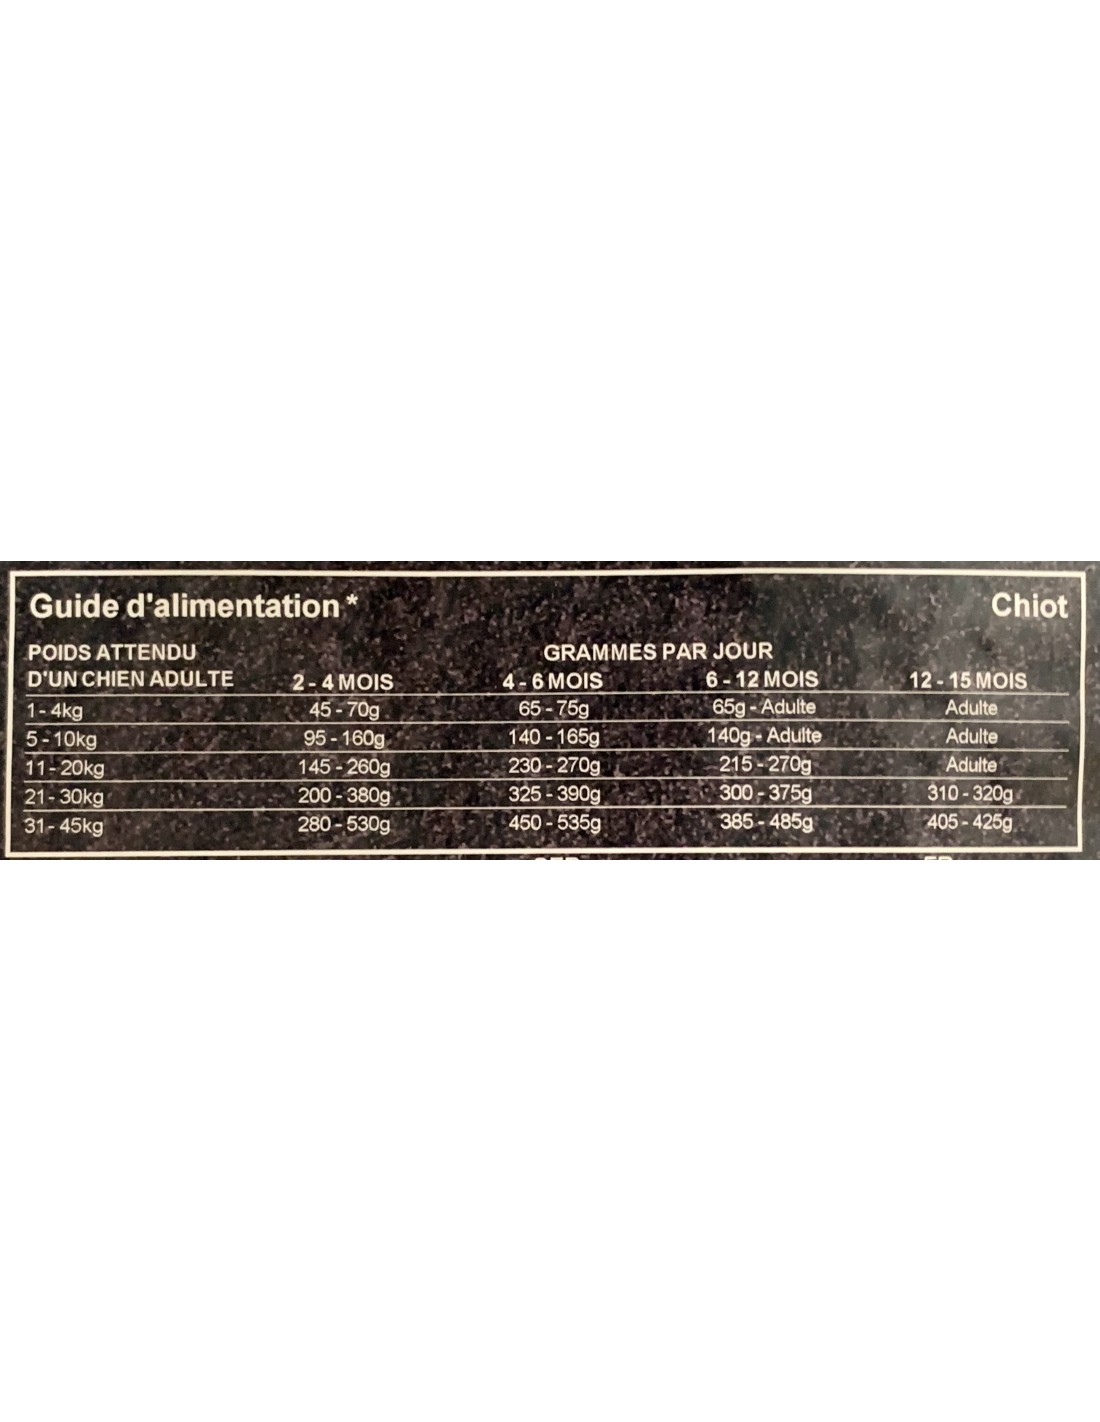 Guide d'alimentation * Chiot
POIDS ATTENDU GRAMMES PAR JOUR
D'UN CHIEN ADULTE 2 - 4 MOIS 4 - 6 MOIS 6 - 12 MOIS 12 - 15 MOIS
1 - 4kg 45 - 70g 65 - 75g 65g - Adulte Adulte
5 - 10kg 95 - 160g 140 - 165g 140g - Adulte Adulte
11 - 20kg 145 - 260g 230 - 270g 215 - 270g Adulte
21 - 30kg 200 - 380g 325 - 390g 300 - 375g 310 - 320g
31 - 45kg 280 - 530g 450 - 535g 385 - 485g 405 - 425g